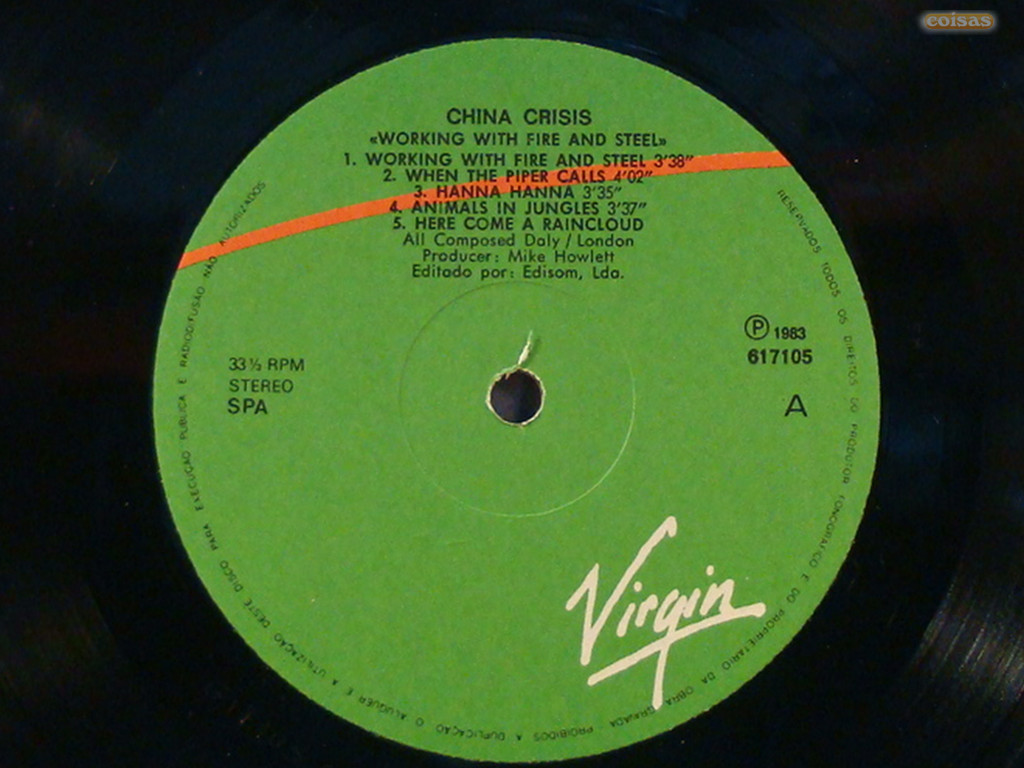 coisas
CHINA CRISIS
«WORKING WITH FIRE AND STEEL»
1. WORKING WITH FIRE AND STEEL 3'38"
2. WHEN THE PIPER CALLS 4'02"
3. HANNA HANNA 3'35"
4. ANIMALS IN JUNGLES 3'37"
5. HERE COME A RAINCLOUD
All Composed Daly / London
Producer: Mike Howlett
Editado por: Edisom, Lda.
33 ½ RPM
STEREO
SPA
Ⓟ 1983
617105
A
Virgin
RESERVADOS TODOS OS DIREITOS DO PRODUTOR FONOGRÁFICO E DO PROPRIETÁRIO DA OBRA GRAVADA - PROIBIDOS A DUPLICAÇÃO O ALUGUER E A UTILIZAÇÃO DESTE DISCO PARA EXECUÇÃO PUBLICA E RADIODIFUSÃO NÃO AUTORIZADOS